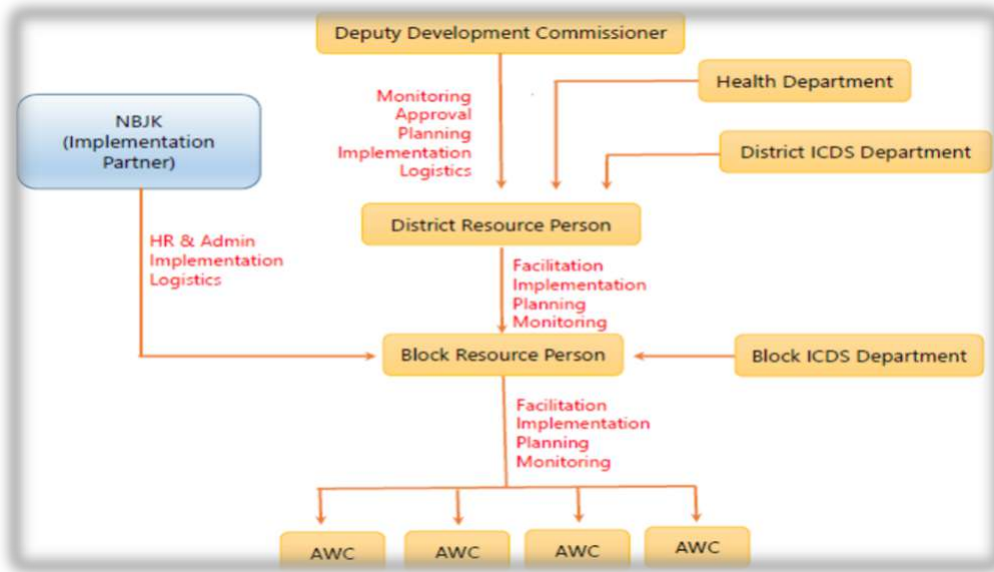 Deputy Development Commissioner
Health Department
NBJK
(Implementation
Partner)
Monitoring
Approval
Planning
Implementation
Logistics
District ICDS Department
District Resource Person
HR & Admin
Implementation
Logistics
Facilitation
Implementation
Planning
Monitoring
Block Resource Person
Block ICDS Department
Facilitation
Implementation
Planning
Monitoring
AWC
AWC
AWC
AWC